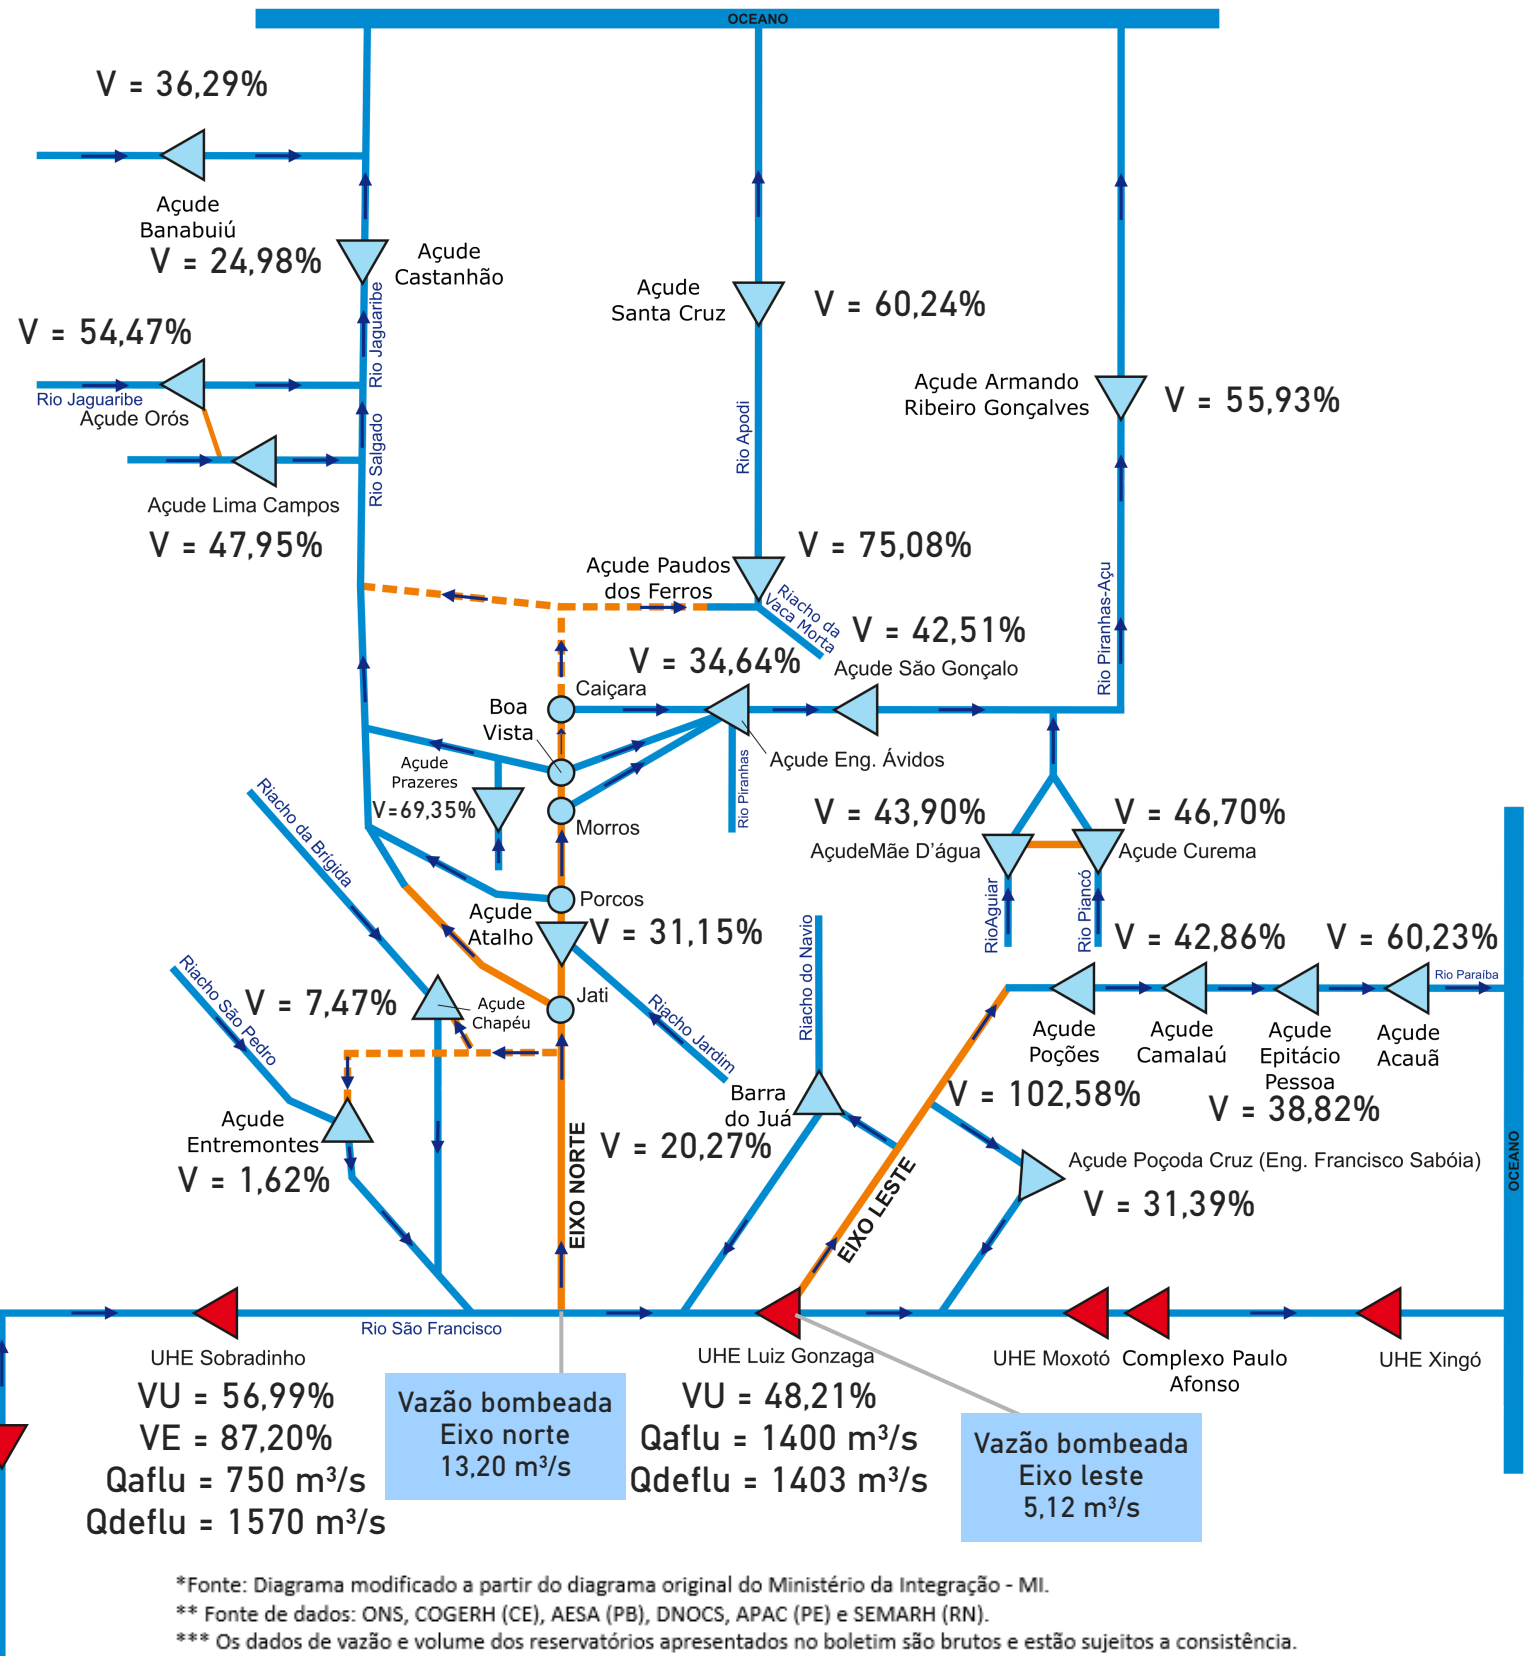 OCEANO
V = 36,29%
Açude
Banabuiú
V = 24,98%
Açude
Castanhão
Rio Jaguaribe
V = 54,47%
Rio Jaguaribe
Açude Orós
Rio Salgado
Açude Lima Campos
V = 47,95%
Açude
Santa Cruz
V = 60,24%
Rio Apodi
Açude Armando
Ribeiro Gonçalves
V = 55,93%
Rio Piranhas-Açu
Açude Paudos
dos Ferros
V = 75,08%
Riacho da
Vaca Morta
V = 42,51%
Açude São Gonçalo
V = 34,64%
Caiçara
Boa
Vista
Açude Eng. Ávidos
Rio Piranhas
Açude
Prazeres
V=69,35%
Morros
Riacho da Brígida
V = 43,90%
AçudeMãe D'água
V = 46,70%
Açude Curema
RioAguiar
Rio Piancó
Porcos
Açude
Atalho
V = 31,15%
Riacho do Navio
V = 42,86%
V = 60,23%
Rio Paraíba
Riacho São Pedro
V = 7,47%
Açude
Chapéu
Jati
Riacho Jardim
Açude
Poções
Açude
Camalaú
Açude
Epitácio
Pessoa
Açude
Acauã
V = 102,58%
V = 38,82%
Barra
do Juá
V = 20,27%
Açude
Entremontes
V = 1,62%
EIXO NORTE
EIXO LESTE
Açude Poçoda Cruz (Eng. Francisco Sabóia)
V = 31,39%
OCEANO
Rio São Francisco
UHE Sobradinho
VU = 56,99%
VE = 87,20%
Qaflu = 750 m³/s
Qdeflu = 1570 m³/s
Vazão bombeada
Eixo norte
13,20 m³/s
UHE Luiz Gonzaga
VU = 48,21%
Qaflu = 1400 m³/s
Qdeflu = 1403 m³/s
Vazão bombeada
Eixo leste
5,12 m³/s
UHE Moxotó
Complexo Paulo
Afonso
UHE Xingó
*Fonte: Diagrama modificado a partir do diagrama original do Ministério da Integração - MI.
** Fonte de dados: ONS, COGERH (CE), AESA (PB), DNOCS, APAC (PE) e SEMARH (RN).
*** Os dados de vazão e volume dos reservatórios apresentados no boletim são brutos e estão sujeitos a consistência.